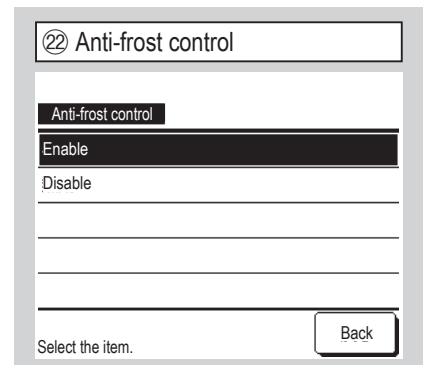 ㉒ Anti-frost control
Anti-frost control
Enable
Disable
Select the item.
Back